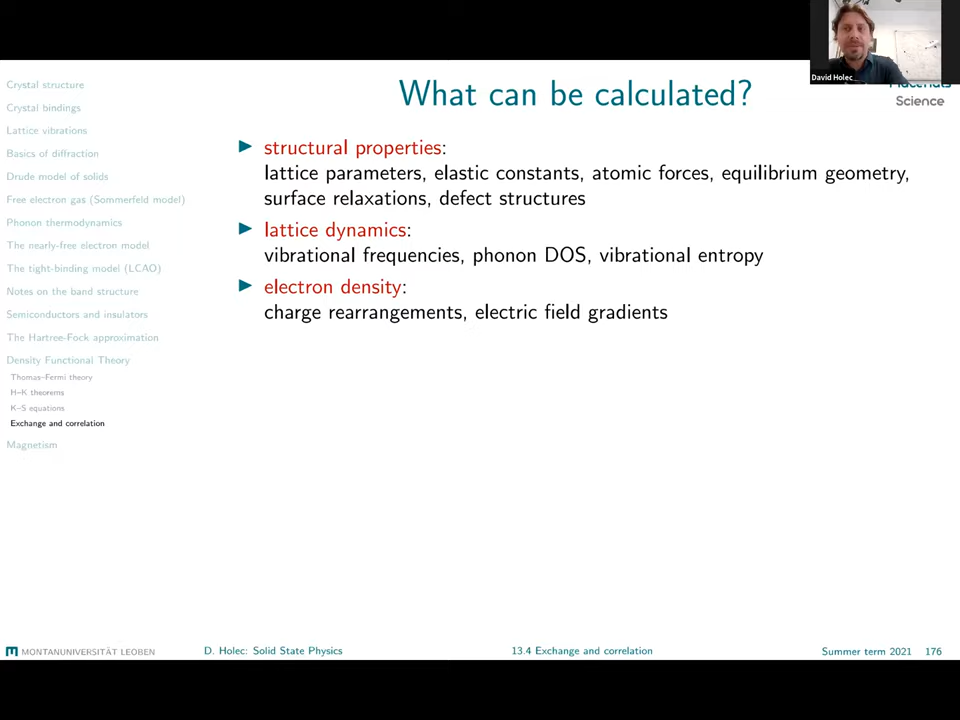 David Holec
Materials
Science
What can be calculated?
Crystal structure
Crystal bindings
Lattice vibrations
Basics of diffraction
Drude model of solids
Free electron gas (Sommerfeld model)
Phonon thermodynamics
The nearly-free electron model
The tight-binding model (LCAO)
Notes on the band structure
Semiconductors and insulators
The Hartree-Fock approximation
Density Functional Theory
Thomas–Fermi theory
H–K theorems
K–S equations
Exchange and correlation
Magnetism
▶ structural properties:
lattice parameters, elastic constants, atomic forces, equilibrium geometry,
surface relaxations, defect structures
▶ lattice dynamics:
vibrational frequencies, phonon DOS, vibrational entropy
▶ electron density:
charge rearrangements, electric field gradients
MONTANUNIVERSITÄT LEOBEN
D. Holec: Solid State Physics
13.4 Exchange and correlation
Summer term 2021 176